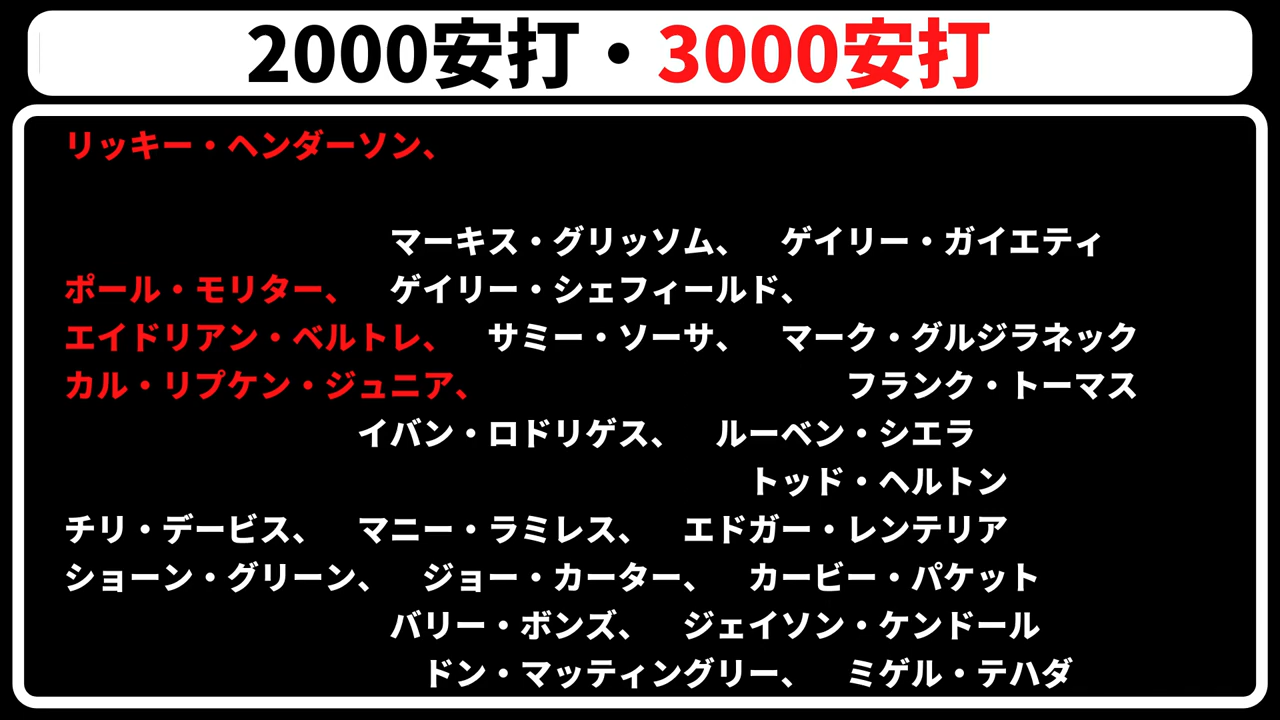 2000安打・3000安打
リッキー・ヘンダーソン、
マーキス・グリッソム、　ゲイリー・ガイエティ
ポール・モリター、　ゲイリー・シェフィールド、
エイドリアン・ベルトレ、　サミー・ソーサ、　マーク・グルジラネック
カル・リプケン・ジュニア、　フランク・トーマス
イバン・ロドリゲス、　ルーベン・シエラ
トッド・ヘルトン
チリ・デービス、　マニー・ラミレス、　エドガー・レンテリア
ショーン・グリーン、　ジョー・カーター、　カービー・パケット
バリー・ボンズ、　ジェイソン・ケンドール
ドン・マッティングリー、　ミゲル・テハダ